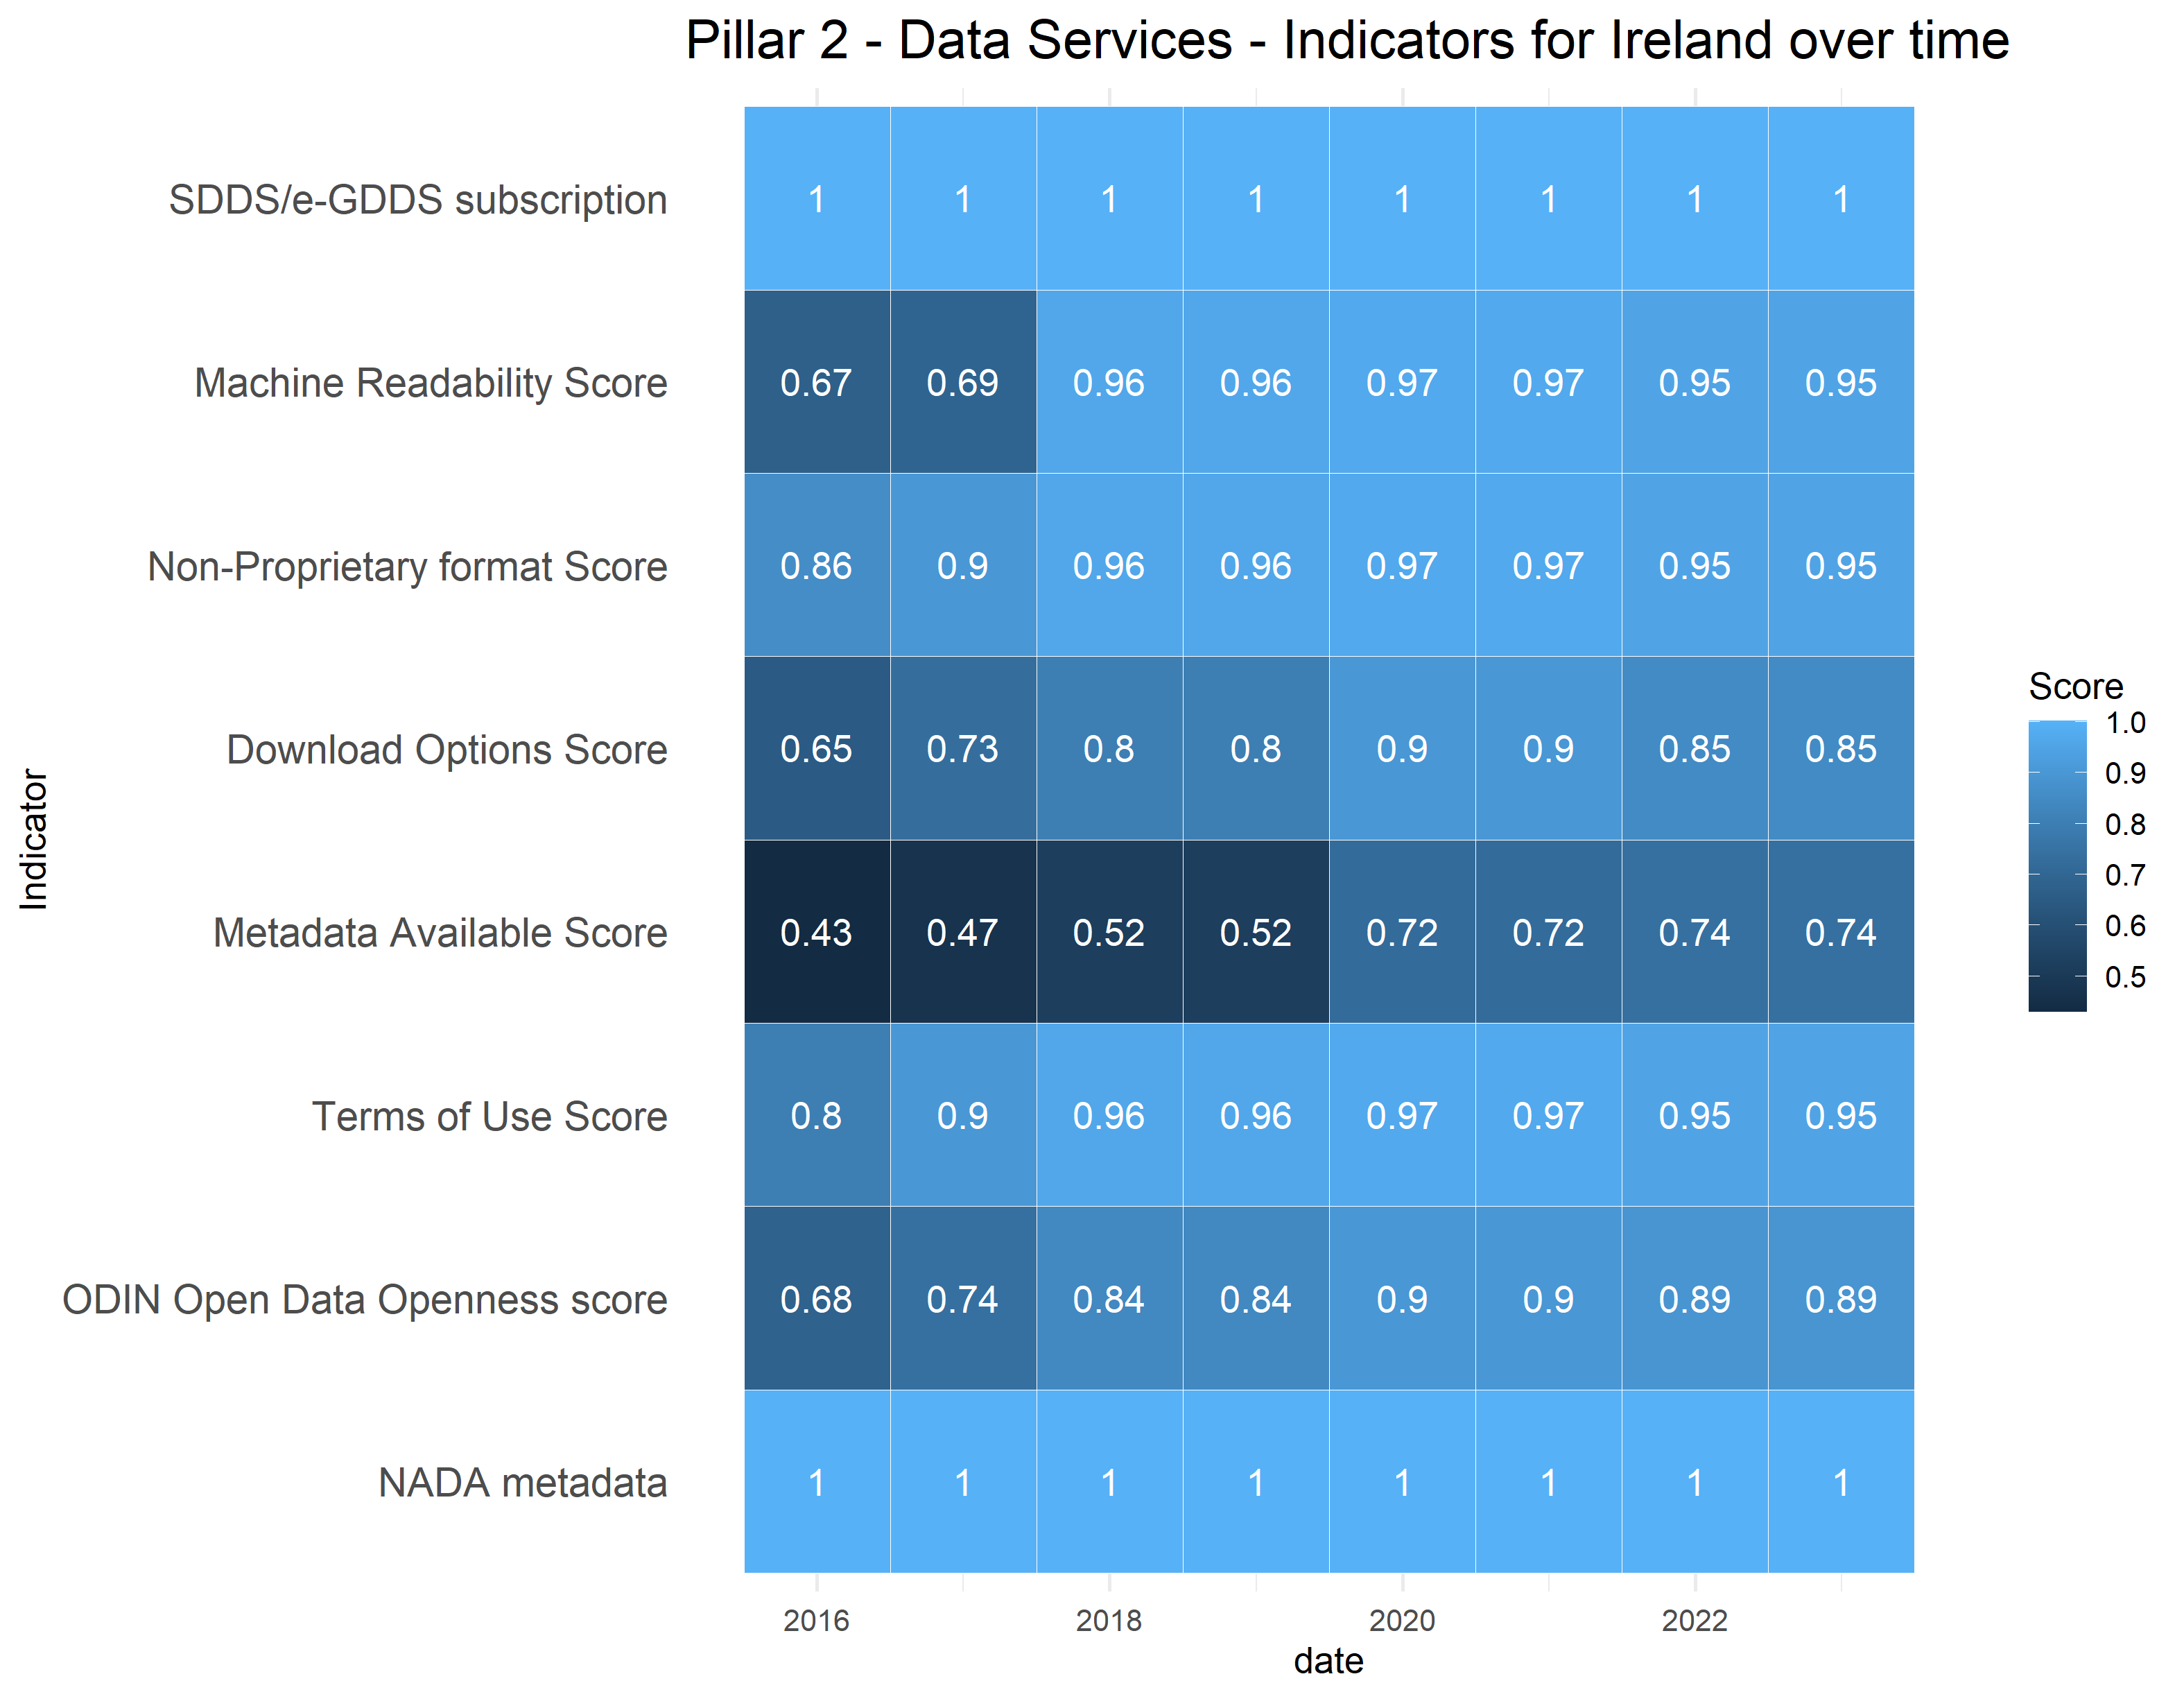 Pillar 2 - Data Services - Indicators for Ireland over time
Indicator
SDDS/e-GDDS subscription 1 1 1 1 1 1 1 1
Machine Readability Score 0.67 0.69 0.96 0.96 0.97 0.97 0.95 0.95
Non-Proprietary format Score 0.86 0.9 0.96 0.96 0.97 0.97 0.95 0.95
Download Options Score 0.65 0.73 0.8 0.8 0.9 0.9 0.85 0.85
Metadata Available Score 0.43 0.47 0.52 0.52 0.72 0.72 0.74 0.74
Terms of Use Score 0.8 0.9 0.96 0.96 0.97 0.97 0.95 0.95
ODIN Open Data Openness score 0.68 0.74 0.84 0.84 0.9 0.9 0.89 0.89
NADA metadata 1 1 1 1 1 1 1 1
2016 2018 2020 2022
date
Score
1.0
0.9
0.8
0.7
0.6
0.5